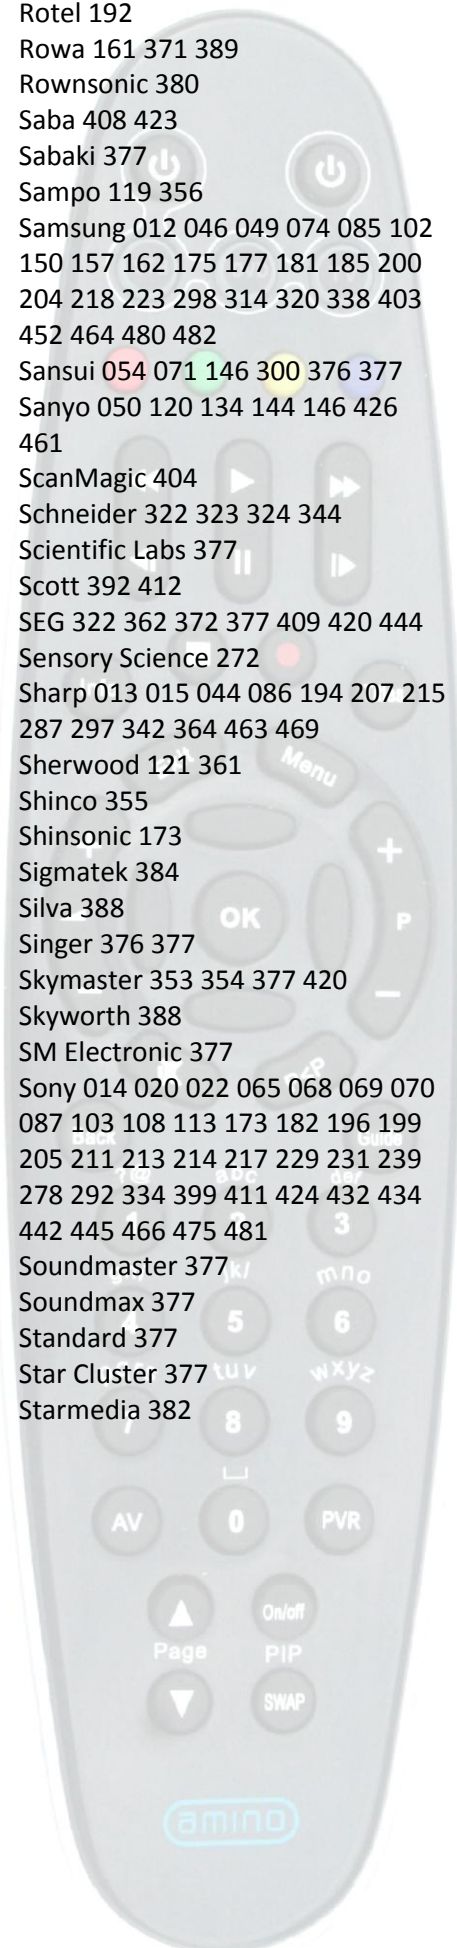 Rotel 192
Rowa 161 371 389
Rownsonic 380
Saba 408 423
Sabaki 377
Sampo 119 356
Samsung 012 046 049 074 085 102
150 157 162 175 177 181 185 200
204 218 223 298 314 320 338 403
452 464 480 482
Sansui 054 071 146 300 376 377
Sanyo 050 120 134 144 146 426
461
ScanMagic 404
Schneider 322 323 324 344
Scientific Labs 377
Scott 392 412
SEG 322 362 372 377 409 420 444
Sensory Science 272
Sharp 013 015 044 086 194 207 215
287 297 342 364 463 469
Sherwood 121 361
Menu
Shinco 355
Shinsonic 173
+
Sigmatek 384
Silva 388
OK
P
Singer 376 377
Skymaster 353 354 377 420
Skyworth 388
SM Electronic 377
Sony 014 020 022 065 068 069 070
087 103 108 113 173 182 196 199
Back
Guide
205 211 213 214 217 229 231 239
278 292 334 399 411 424 432 434
3
442 445 466 475 481
Soundmaster 377
mno
Soundmax 377
5
6
Standard 377
Star Cluster 377
tuv
wxyz
Starmedia 382
8
9
AV
0
PVR
On/off
Page
PIP
SWAP
amino